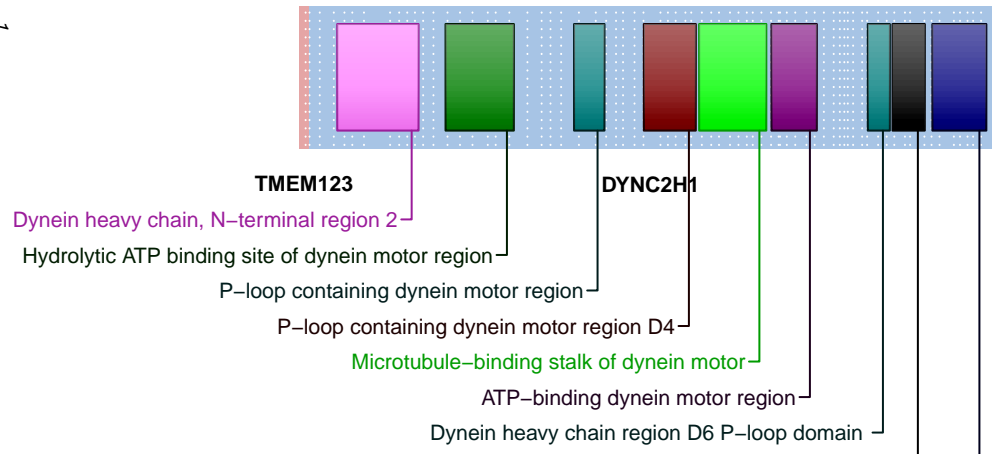 TMEM123 DYNC2H1
Dynein heavy chain, N−terminal region 2
Hydrolytic ATP binding site of dynein motor region
P−loop containing dynein motor region
P−loop containing dynein motor region D4
Microtubule−binding stalk of dynein motor
ATP−binding dynein motor region
Dynein heavy chain region D6 P−loop domain